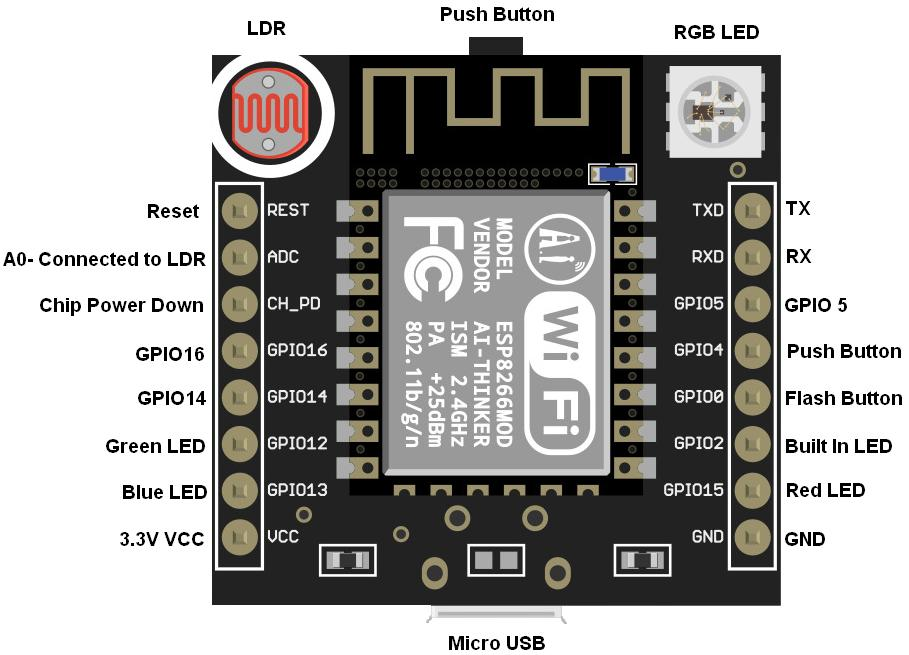 Push Button
LDR
RGB LED
Reset
REST
TXD
TX
A0- Connected to LDR
ADC
RXD
RX
Chip Power Down
CH_PD
GPIO5
GPIO 5
GPIO16
GPIO16
GPIO4
Push Button
GPIO14
GPIO14
GPIO0
Flash Button
Green LED
GPIO12
GPIO2
Built In LED
Blue LED
GPIO13
GPIO15
Red LED
3.3V VCC
VCC
GND
GND
A.I
WiFi
FC
MODEL
VENDOR
ESP8266MOD
AI-THINKER
ISM 2.4GHz
PA +25dBm
802.11b/g/n
Micro USB